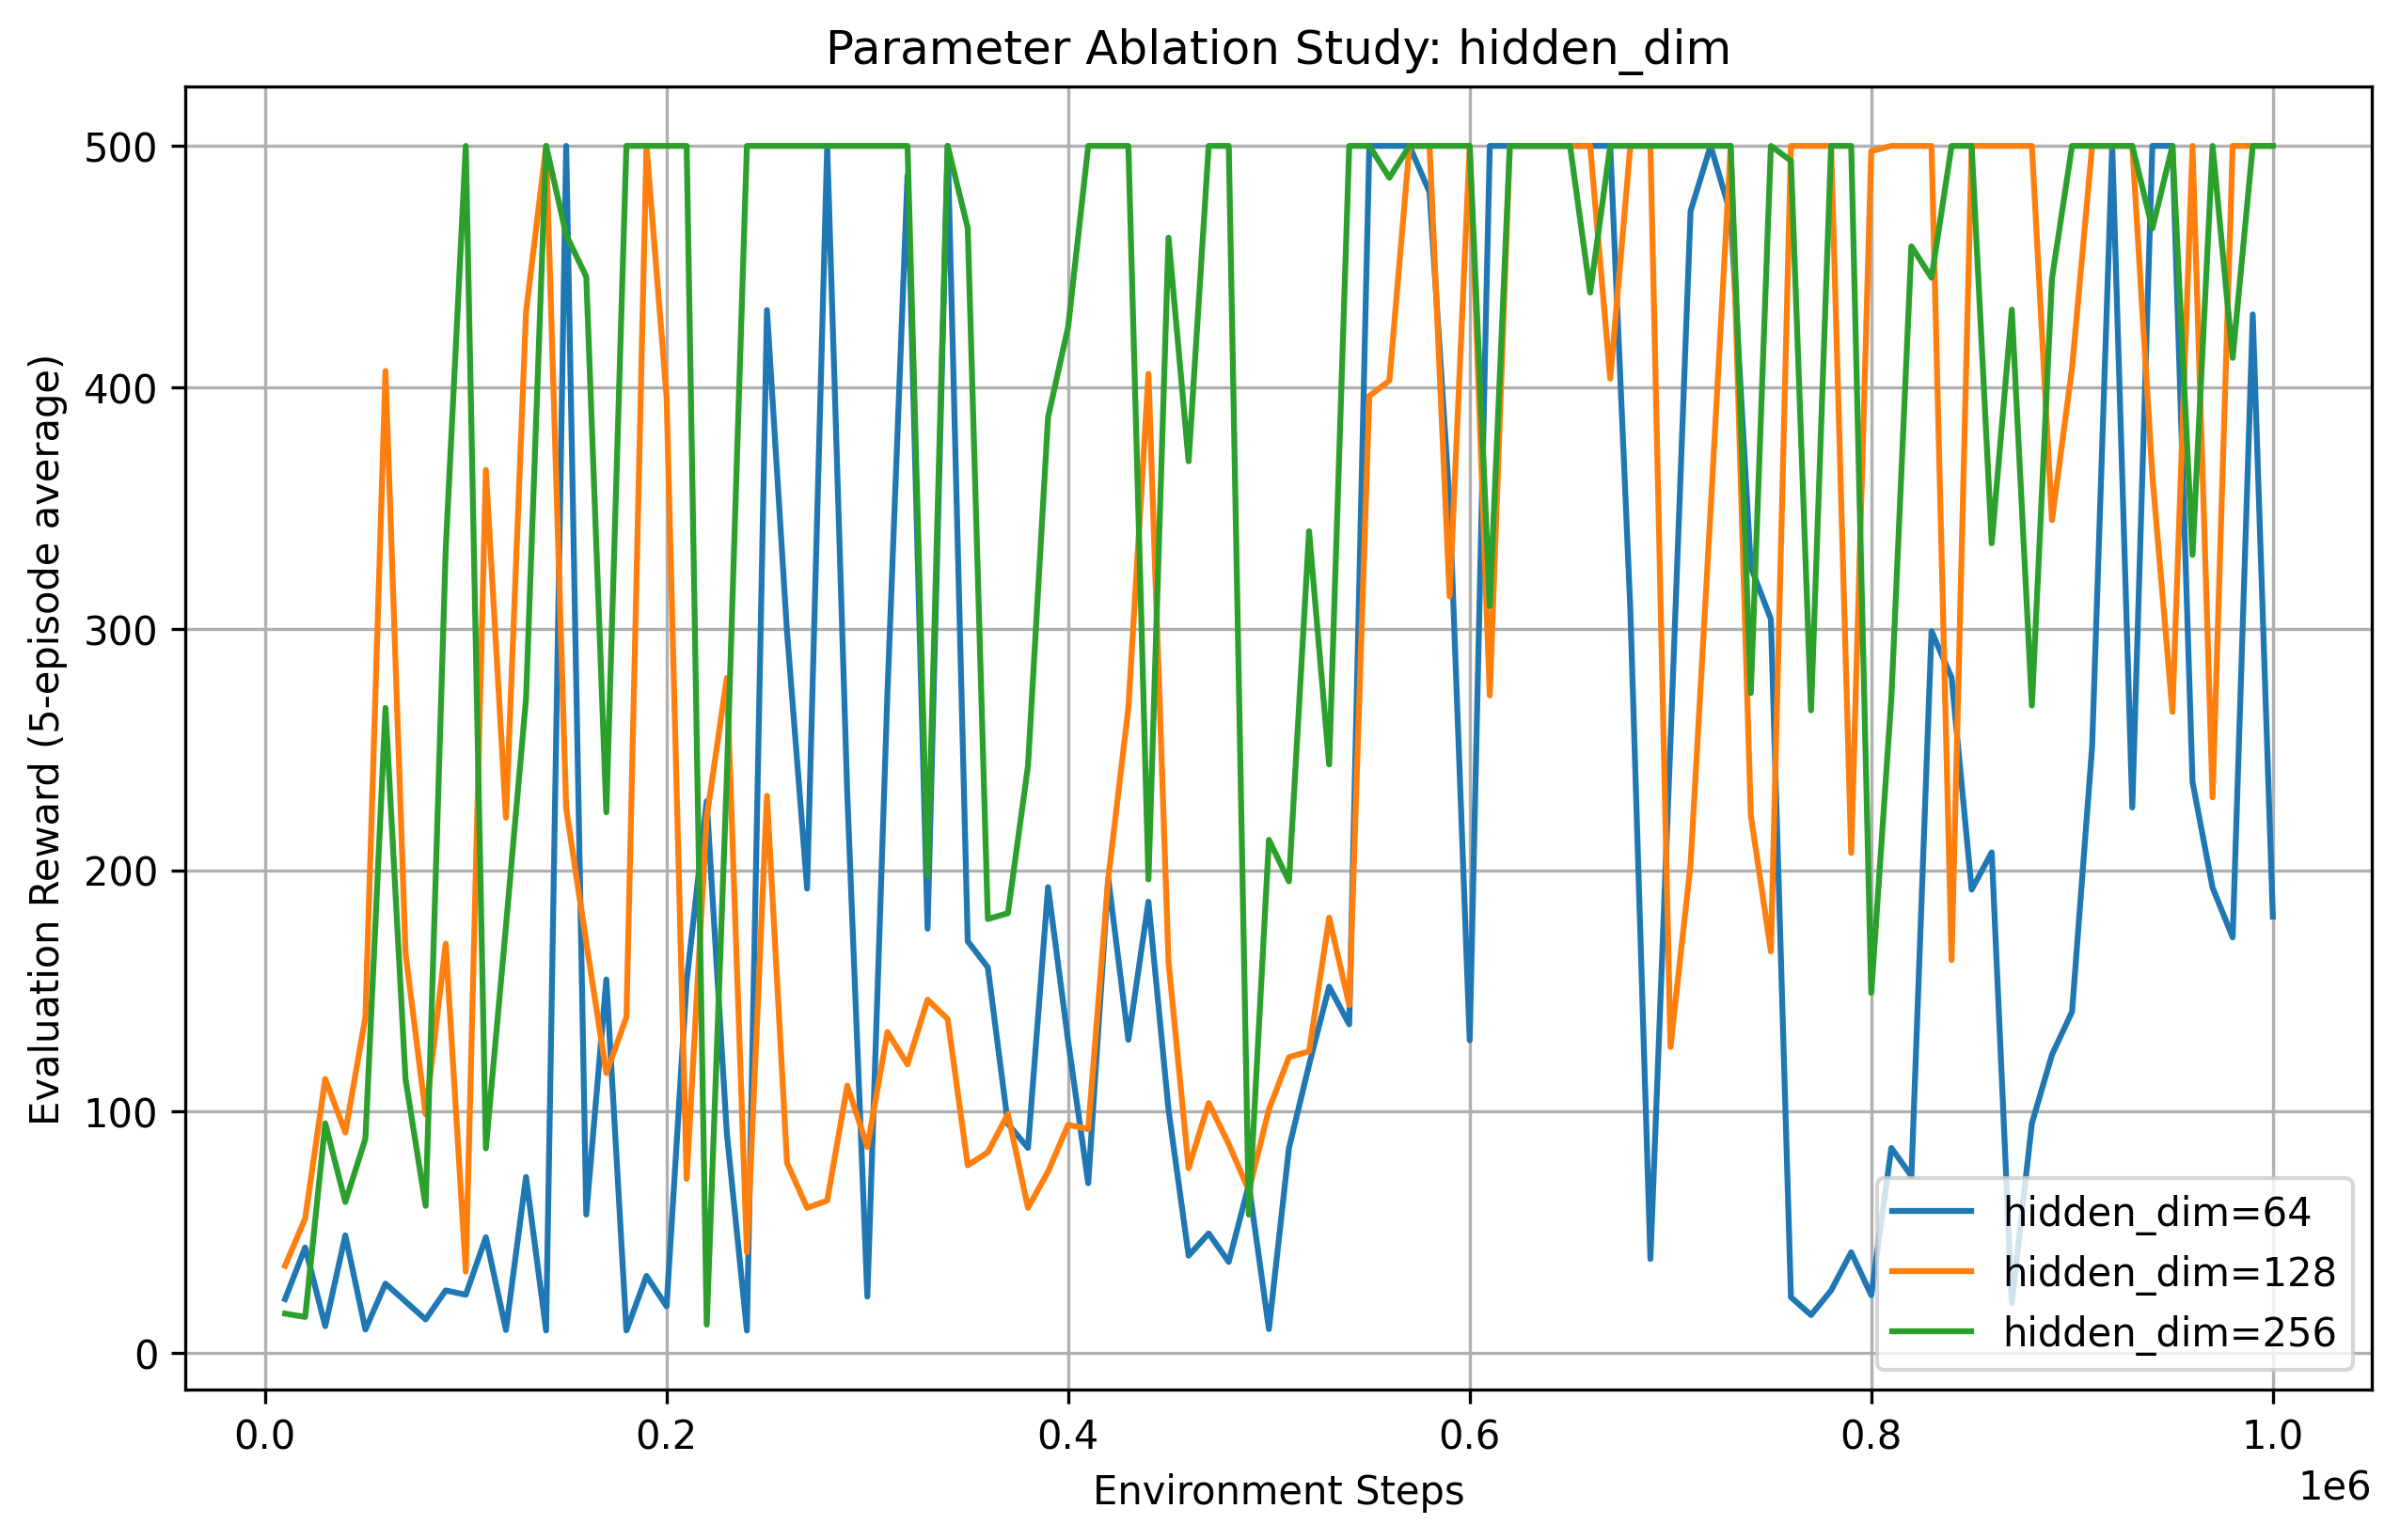 Parameter Ablation Study: hidden_dim
Evaluation Reward (5-episode average)
500
400
300
200
100
0
hidden_dim=64
hidden_dim=128
hidden_dim=256
0.0 0.2 0.4 0.6 0.8 1.0
1e6
Environment Steps